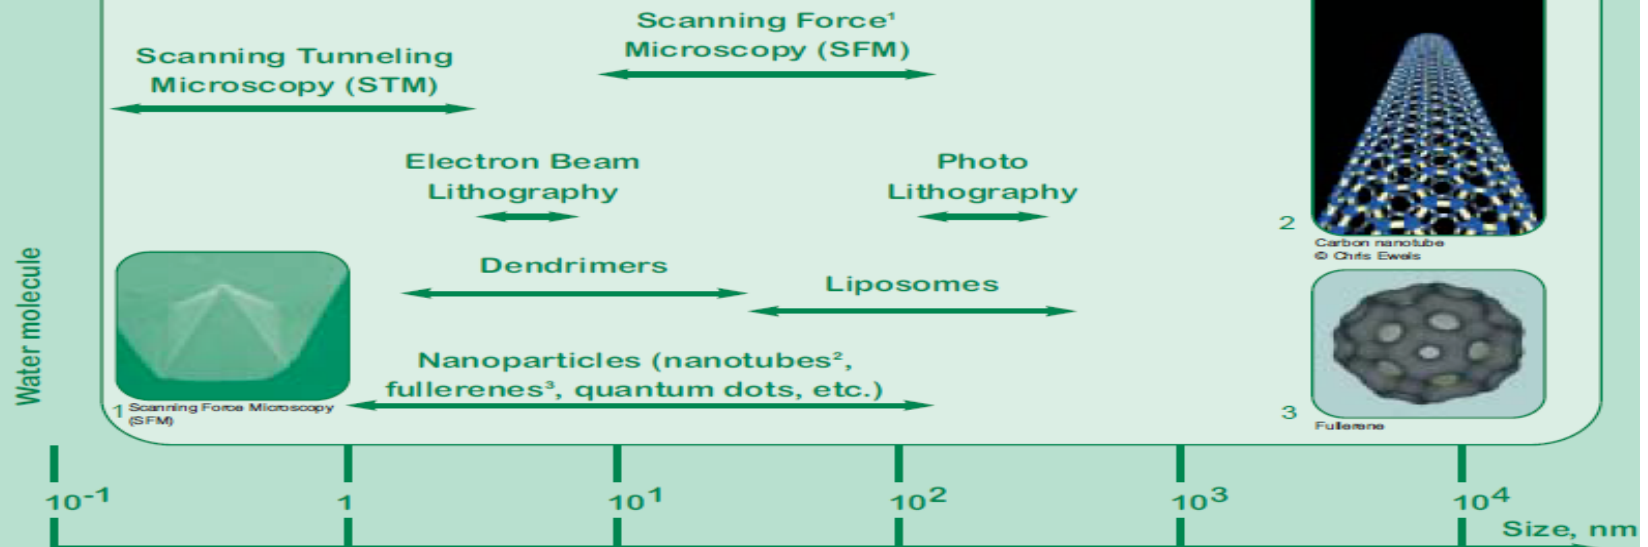 Scanning Force¹
Microscopy (SFM)
Scanning Tunneling
Microscopy (STM)
Electron Beam
Lithography
Photo
Lithography
2
Carbon nanotube
© Chris Ewels
Water molecule
Dendrimers
Liposomes
Nanoparticles (nanotubes²,
fullerenes³, quantum dots, etc.)
1 Scanning Force Microscopy
(SFM)
3
Fullerene
10⁻¹ 1 10¹ 10² 10³ 10⁴
Size, nm